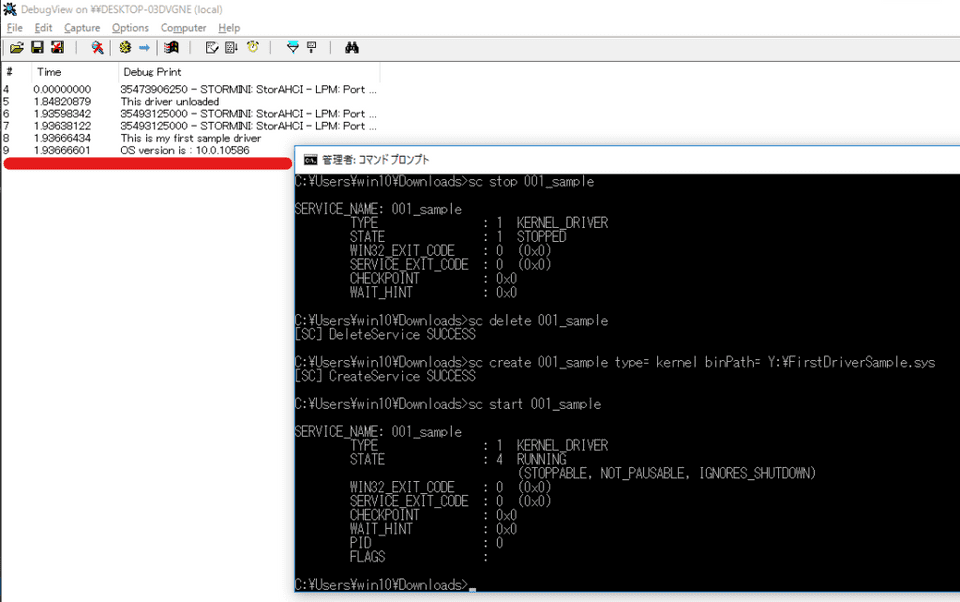 DebugView on ¥¥DESKTOP-03DVGNE (local)
File Edit Capture Options Computer Help
# Time Debug Print
4 0.00000000 35473906250 - STORMINI: StorAHCI - LPM: Port ...
5 1.84820879 This driver unloaded
6 1.93598342 35493125000 - STORMINI: StorAHCI - LPM: Port ...
7 1.93638122 35493125000 - STORMINI: StorAHCI - LPM: Port ...
8 1.93666434 This is my first sample driver
9 1.93666601 OS version is : 10.0.10586
管理者: コマンド プロンプト
C:¥Users¥win10¥Downloads>sc stop 001_sample
SERVICE_NAME: 001_sample
TYPE : 1 KERNEL_DRIVER
STATE : 1 STOPPED
WIN32_EXIT_CODE : 0 (0x0)
SERVICE_EXIT_CODE : 0 (0x0)
CHECKPOINT : 0x0
WAIT_HINT : 0x0
C:¥Users¥win10¥Downloads>sc delete 001_sample
[SC] DeleteService SUCCESS
C:¥Users¥win10¥Downloads>sc create 001_sample type= kernel binPath= Y:¥FirstDriverSample.sys
[SC] CreateService SUCCESS
C:¥Users¥win10¥Downloads>sc start 001_sample
SERVICE_NAME: 001_sample
TYPE : 1 KERNEL_DRIVER
STATE : 4 RUNNING
(STOPPABLE, NOT_PAUSABLE, IGNORES_SHUTDOWN)
WIN32_EXIT_CODE : 0 (0x0)
SERVICE_EXIT_CODE : 0 (0x0)
CHECKPOINT : 0x0
WAIT_HINT : 0x0
PID : 0
FLAGS :
C:¥Users¥win10¥Downloads>_